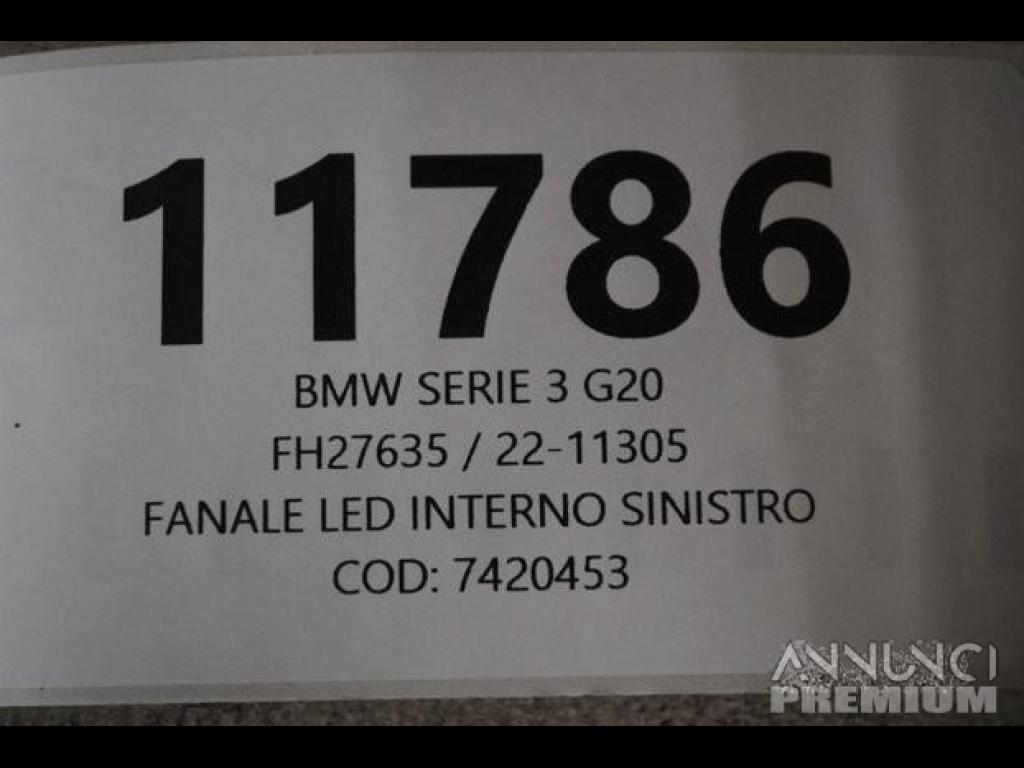 11786
BMW SERIE 3 G20
FH27635 / 22-11305
FANALE LED INTERNO SINISTRO
COD: 7420453
ANNUNCI
PREMIUM